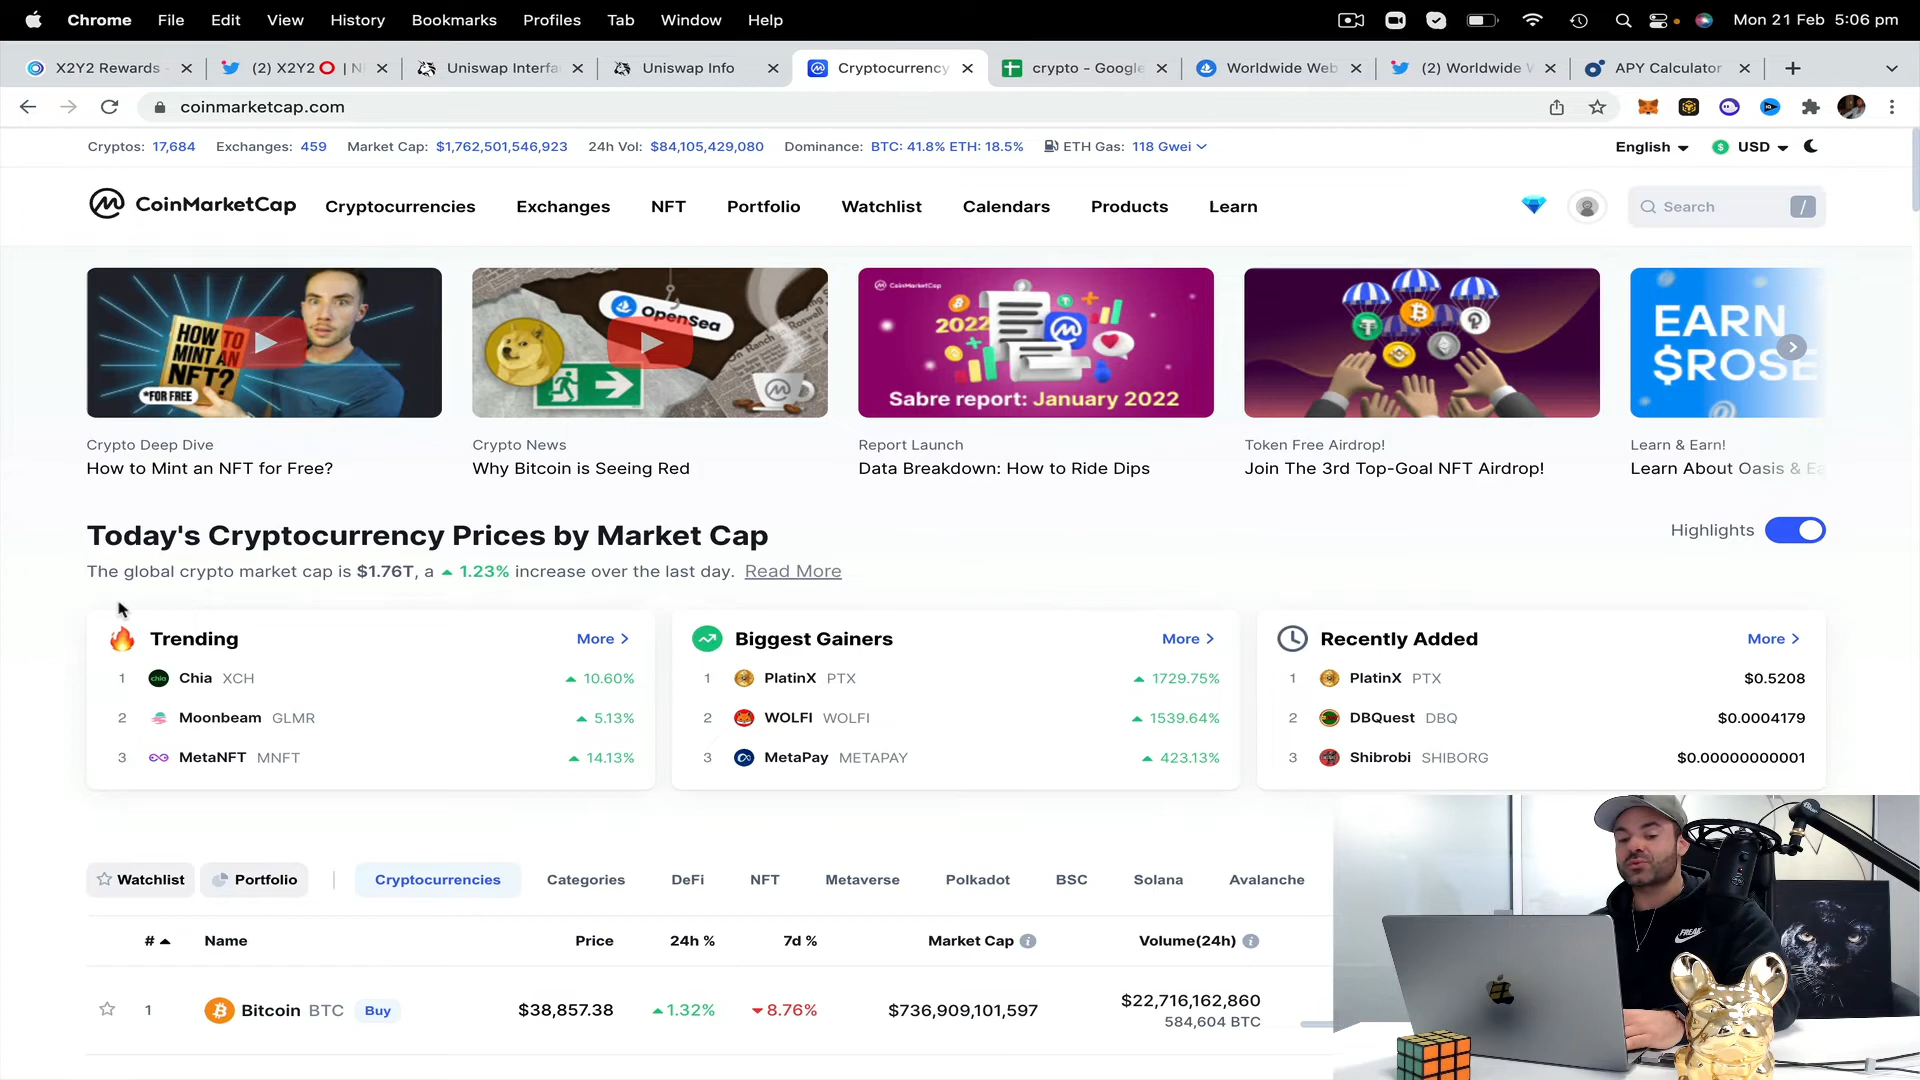 Chrome File Edit View History Bookmarks Profiles Tab Window Help Mon 21 Feb 5:06 pm
X2Y2 Rewards (2) X2Y2 Uniswap Interfa Uniswap Info Cryptocurrency crypto - Google Worldwide Web (2) Worldwide APY Calculator
coinmarketcap.com
Cryptos: 17,684 Exchanges: 459 Market Cap: $1,762,501,546,923 24h Vol: $84,105,429,080 Dominance: BTC: 41.8% ETH: 18.5% ETH Gas: 118 Gwei English USD
CoinMarketCap Cryptocurrencies Exchanges NFT Portfolio Watchlist Calendars Products Learn Search /
HOW TO MINT AN NFT? *FOR FREE
OpenSea
CoinMarketCap
2022
Sabre report: January 2022
EARN
$ROSE
Crypto Deep Dive
How to Mint an NFT for Free?
Crypto News
Why Bitcoin is Seeing Red
Report Launch
Data Breakdown: How to Ride Dips
Token Free Airdrop!
Join The 3rd Top-Goal NFT Airdrop!
Learn & Earn!
Learn About Oasis & Ea
Today's Cryptocurrency Prices by Market Cap
Highlights
The global crypto market cap is $1.76T, a 1.23% increase over the last day. Read More
Trending More
1 Chia XCH 10.60%
2 Moonbeam GLMR 5.13%
3 MetaNFT MNFT 14.13%
Biggest Gainers More
1 PlatinX PTX 1729.75%
2 WOLFI WOLFI 1539.64%
3 MetaPay METAPAY 423.13%
Recently Added More
1 PlatinX PTX $0.5208
2 DBQuest DBQ $0.0004179
3 Shibrobi SHIBORG $0.00000000001
Watchlist Portfolio Cryptocurrencies Categories DeFi NFT Metaverse Polkadot BSC Solana Avalanche
# Name Price 24h % 7d % Market Cap Volume(24h)
1 Bitcoin BTC Buy $38,857.38 1.32% 8.76% $736,909,101,597 $22,716,162,860
584,604 BTC
FREAK